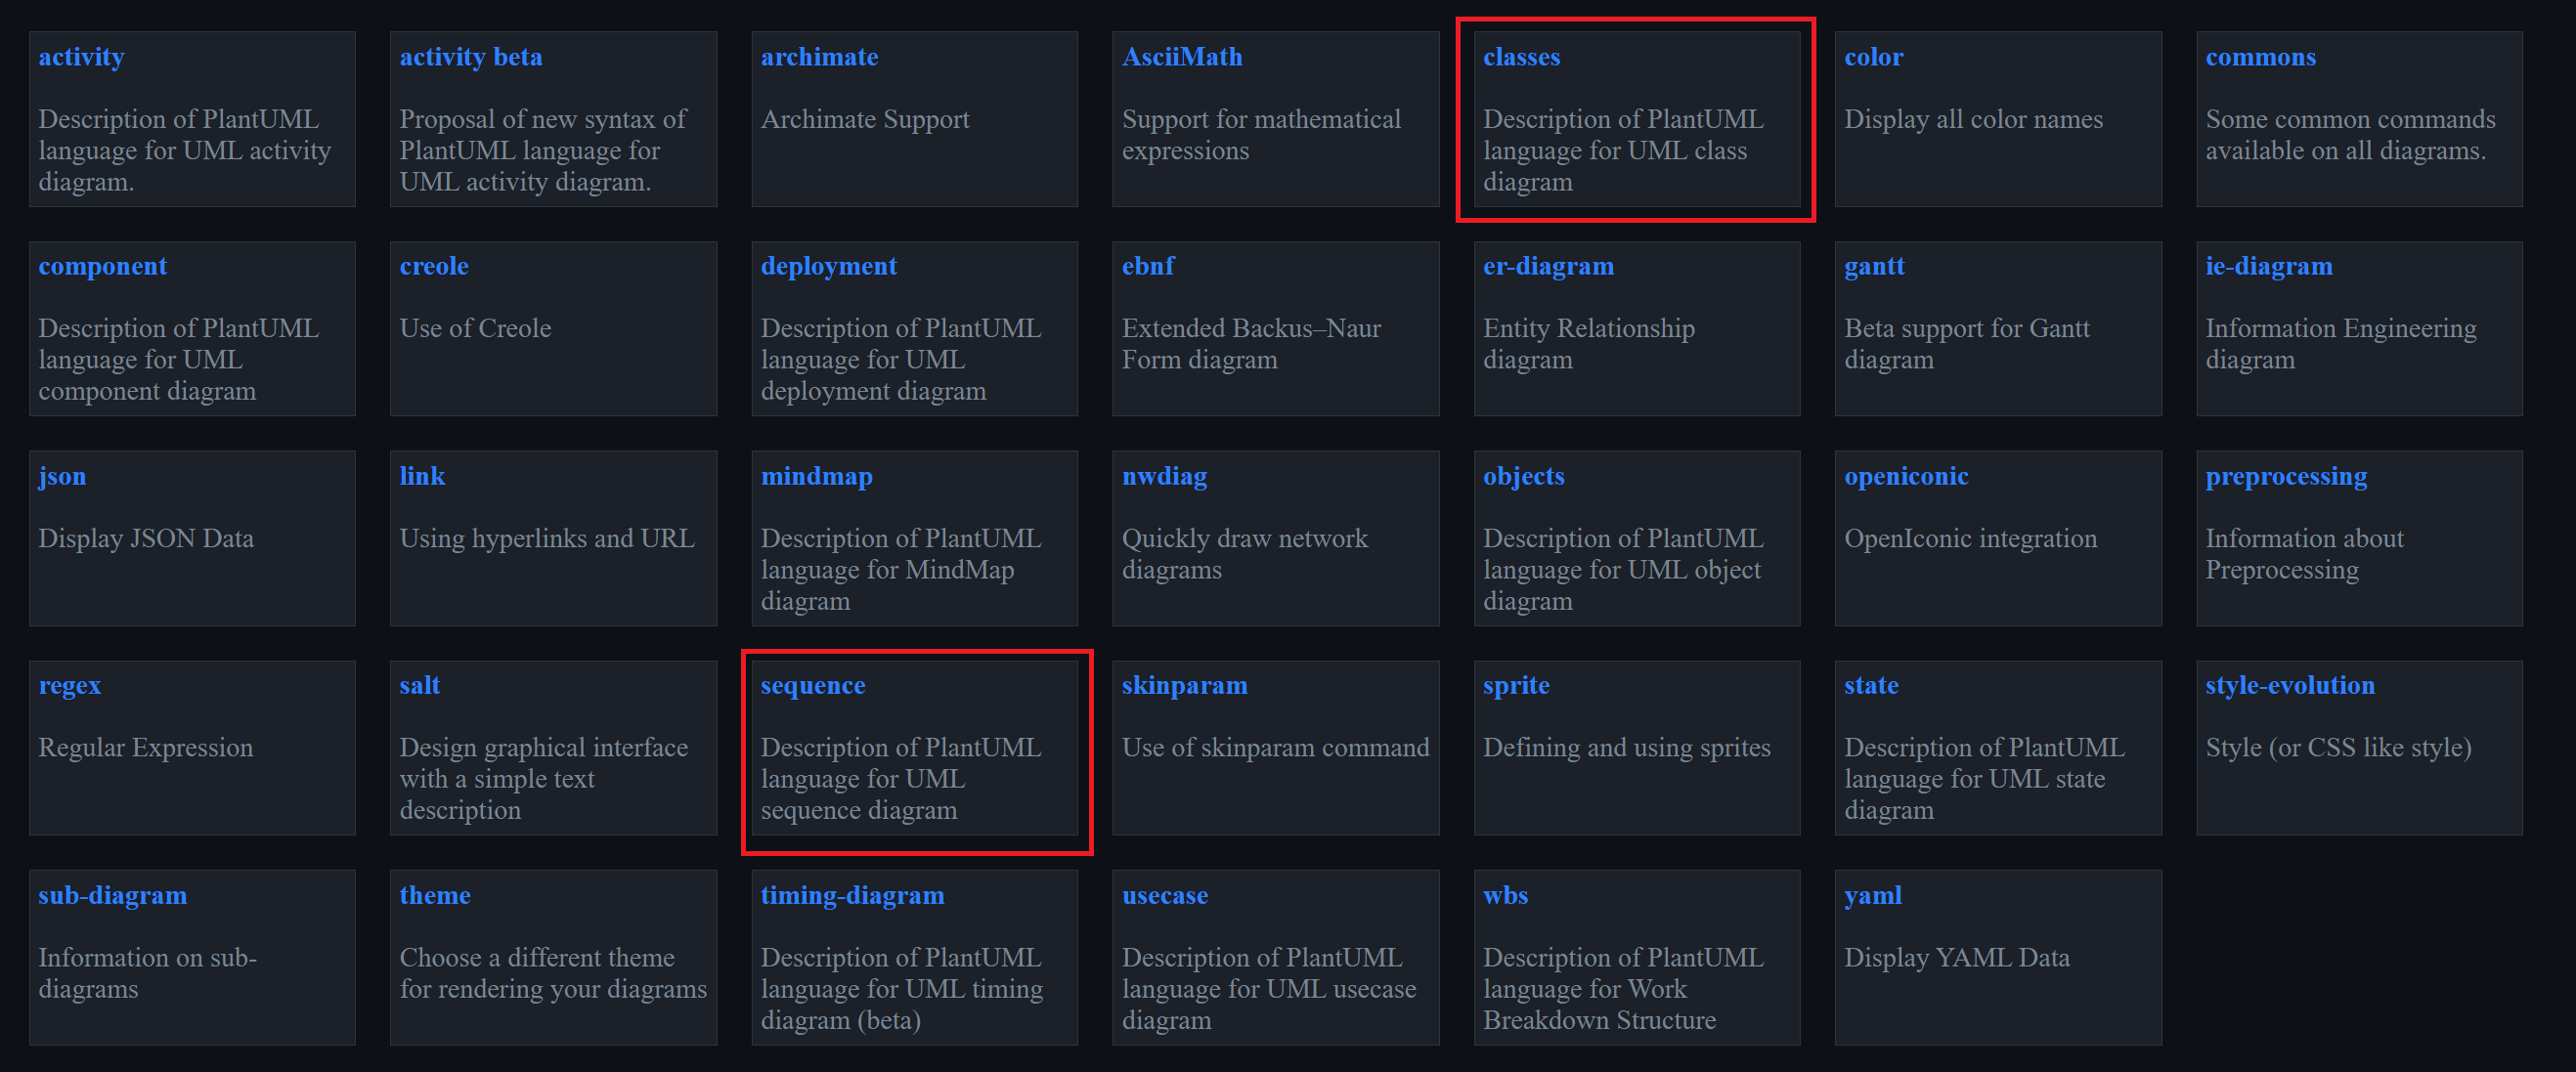 activity
Description of PlantUML
language for UML activity
diagram.
activity beta
Proposal of new syntax of
PlantUML language for
UML activity diagram.
archimate
Archimate Support
AsciiMath
Support for mathematical
expressions
classes
Description of PlantUML
language for UML class
diagram
color
Display all color names
commons
Some common commands
available on all diagrams.
component
Description of PlantUML
language for UML
component diagram
creole
Use of Creole
deployment
Description of PlantUML
language for UML
deployment diagram
ebnf
Extended Backus–Naur
Form diagram
er-diagram
Entity Relationship
diagram
gantt
Beta support for Gantt
diagram
ie-diagram
Information Engineering
diagram
json
Display JSON Data
link
Using hyperlinks and URL
mindmap
Description of PlantUML
language for MindMap
diagram
nwdiag
Quickly draw network
diagrams
objects
Description of PlantUML
language for UML object
diagram
openiconic
OpenIconic integration
preprocessing
Information about
Preprocessing
regex
Regular Expression
salt
Design graphical interface
with a simple text
description
sequence
Description of PlantUML
language for UML
sequence diagram
skinparam
Use of skinparam command
sprite
Defining and using sprites
state
Description of PlantUML
language for UML state
diagram
style-evolution
Style (or CSS like style)
sub-diagram
Information on sub-
diagrams
theme
Choose a different theme
for rendering your diagrams
timing-diagram
Description of PlantUML
language for UML timing
diagram (beta)
usecase
Description of PlantUML
language for UML usecase
diagram
wbs
Description of PlantUML
language for Work
Breakdown Structure
yaml
Display YAML Data